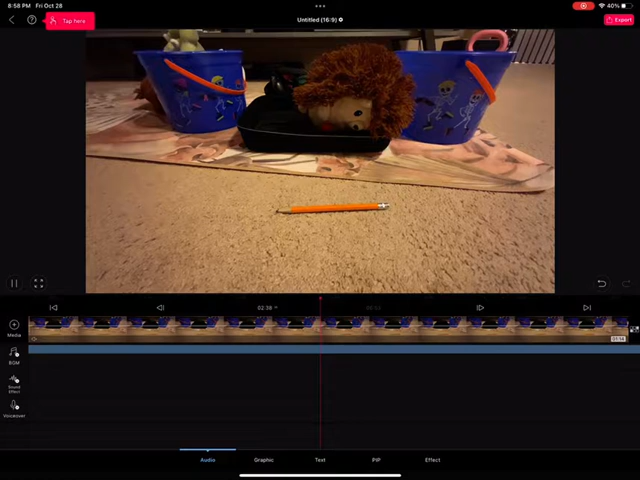 8:58 PM Fri Oct 28
40%
Tap here
Untitled (16:9)
Export
02:38
Media
BGM
Sound
Effect
Voiceover
Audio
Graphic
Text
PIP
Effect